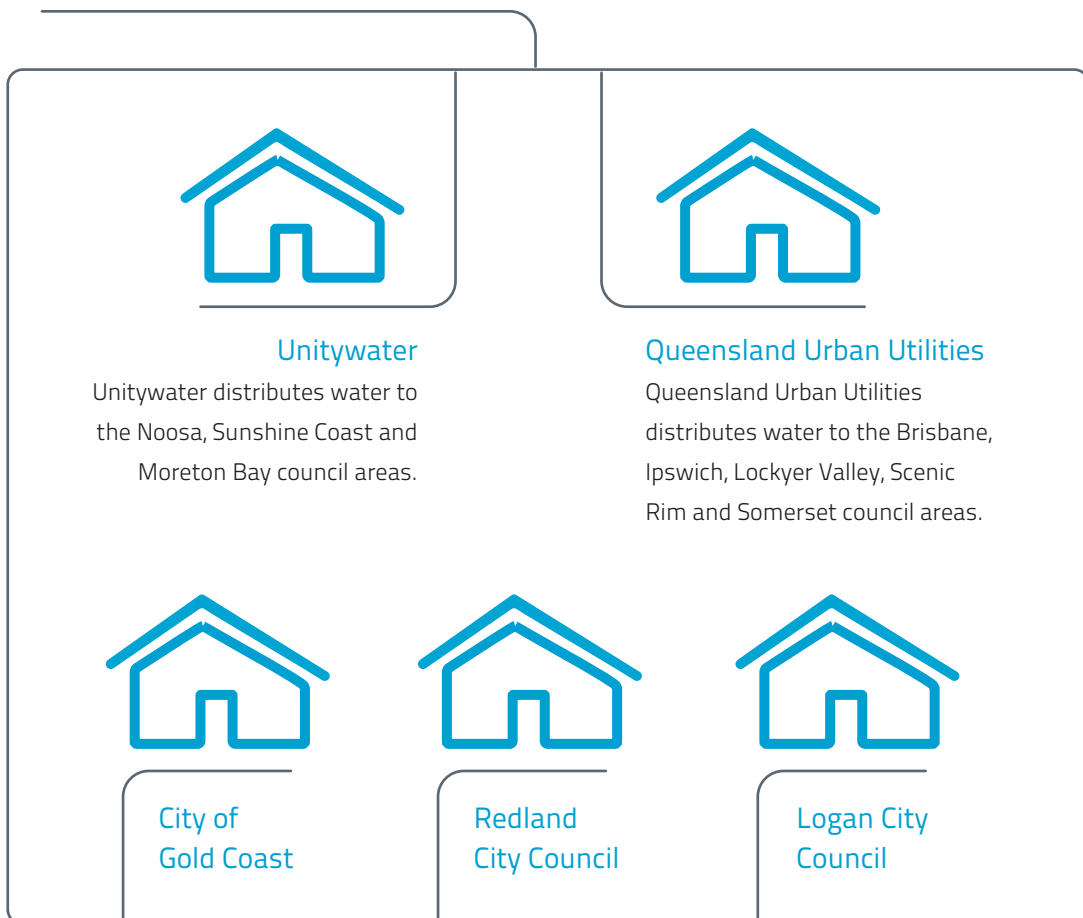 Unitywater
Unitywater distributes water to
the Noosa, Sunshine Coast and
Moreton Bay council areas.
Queensland Urban Utilities
Queensland Urban Utilities
distributes water to the Brisbane,
Ipswich, Lockyer Valley, Scenic
Rim and Somerset council areas.
City of
Gold Coast
Redland
City Council
Logan City
Council